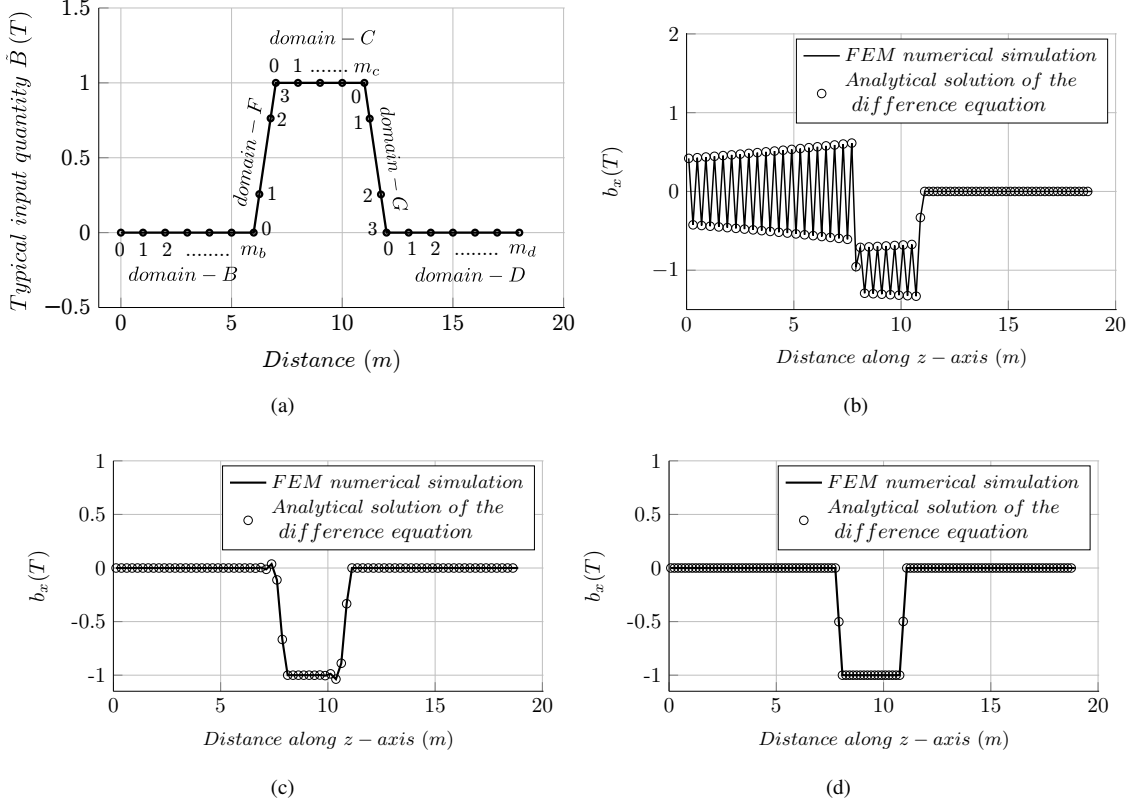 1.5
1
0.5
0
−0.5
Typical input quantity B̃ (T)
domain − C
0 1 ....... m_c
3 0
2 1
domain − F
domain − G
1 2
0 3
0 1 2 ........ m_b
domain − B
0 1 2 ........ m_d
domain − D
0 5 10 15 20
Distance (m)
(a)
2
1
0
−1
b_x(T)
FEM numerical simulation
Analytical solution of the
difference equation
0 5 10 15 20
Distance along z − axis (m)
(b)
1
0.5
0
-0.5
-1
b_x(T)
FEM numerical simulation
Analytical solution of the
difference equation
0 5 10 15 20
Distance along z − axis (m)
(c)
1
0.5
0
-0.5
-1
b_x(T)
FEM numerical simulation
Analytical solution of the
difference equation
0 5 10 15 20
Distance along z − axis (m)
(d)